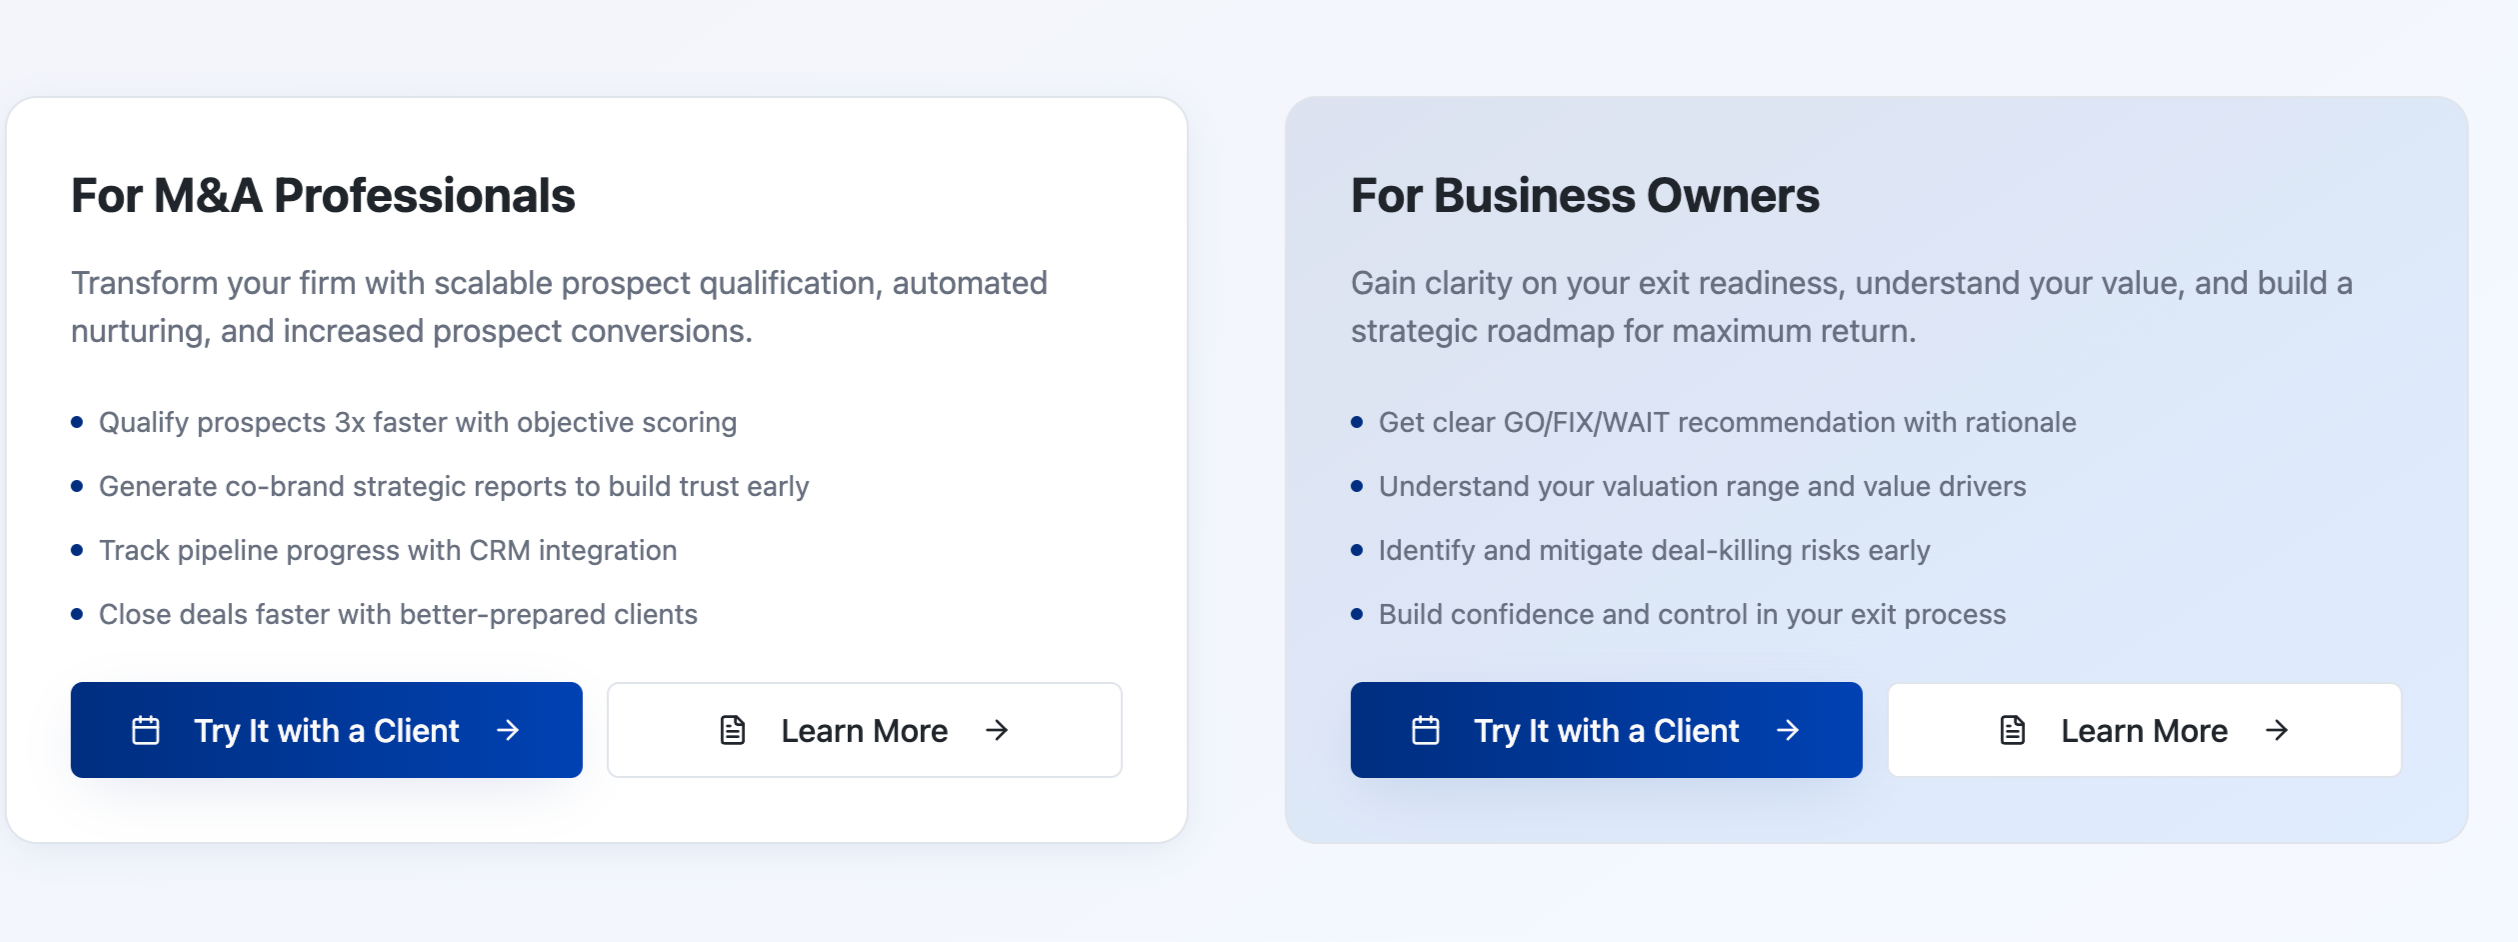 For M&A Professionals
Transform your firm with scalable prospect qualification, automated
nurturing, and increased prospect conversions.
Qualify prospects 3x faster with objective scoring
Generate co-brand strategic reports to build trust early
Track pipeline progress with CRM integration
Close deals faster with better-prepared clients
Try It with a Client
Learn More
For Business Owners
Gain clarity on your exit readiness, understand your value, and build a
strategic roadmap for maximum return.
Get clear GO/FIX/WAIT recommendation with rationale
Understand your valuation range and value drivers
Identify and mitigate deal-killing risks early
Build confidence and control in your exit process
Try It with a Client
Learn More